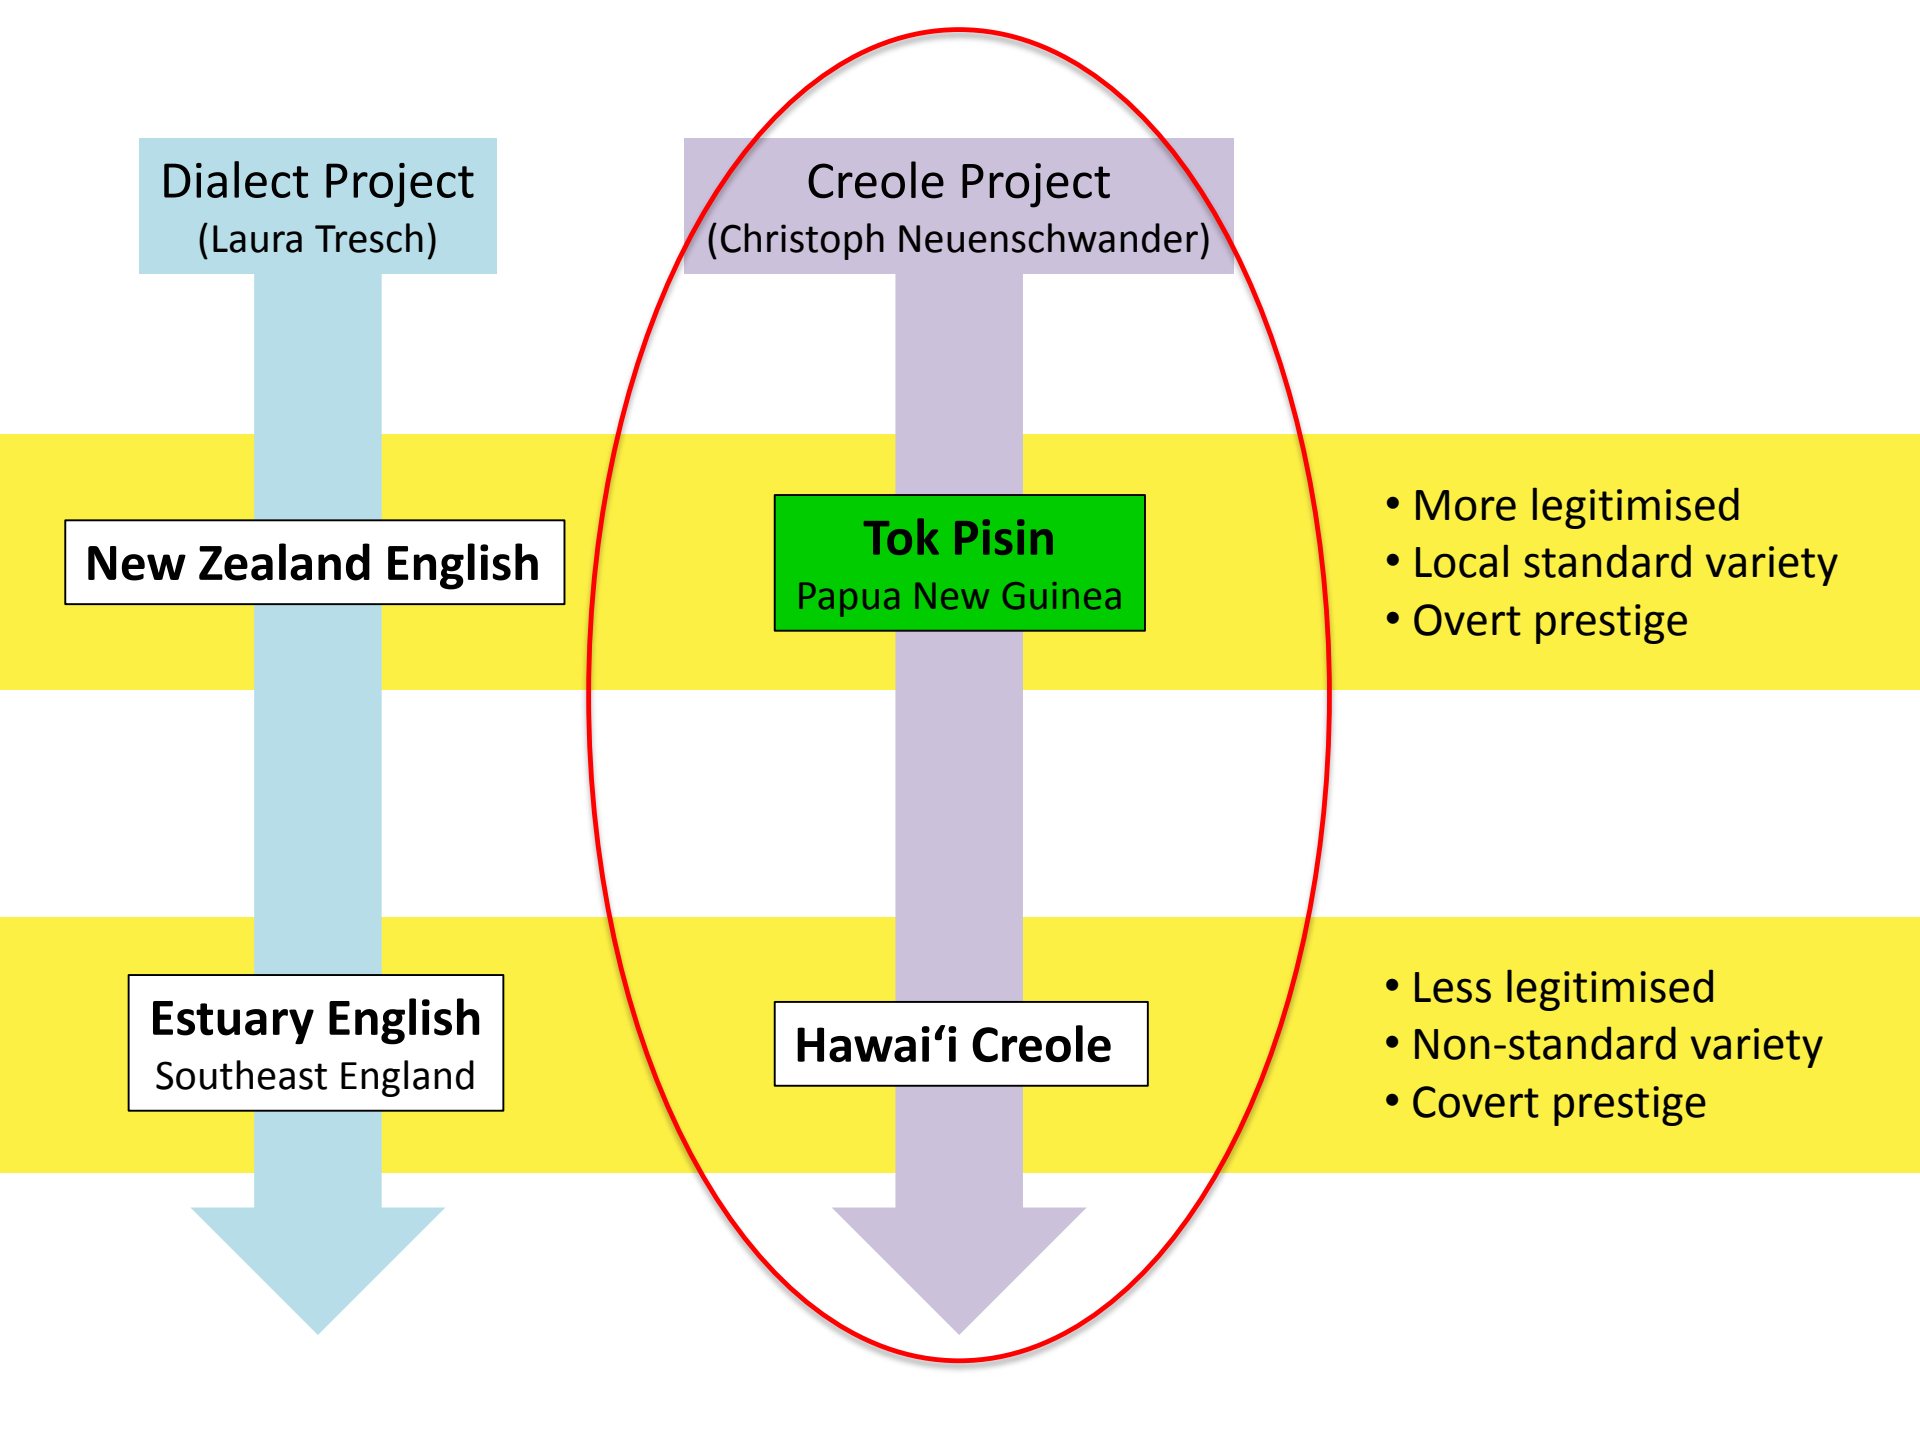 Dialect Project
(Laura Tresch)
Creole Project
(Christoph Neuenschwander)
New Zealand English
Tok Pisin
Papua New Guinea
• More legitimised
• Local standard variety
• Overt prestige
Estuary English
Southeast England
Hawai‘i Creole
• Less legitimised
• Non-standard variety
• Covert prestige